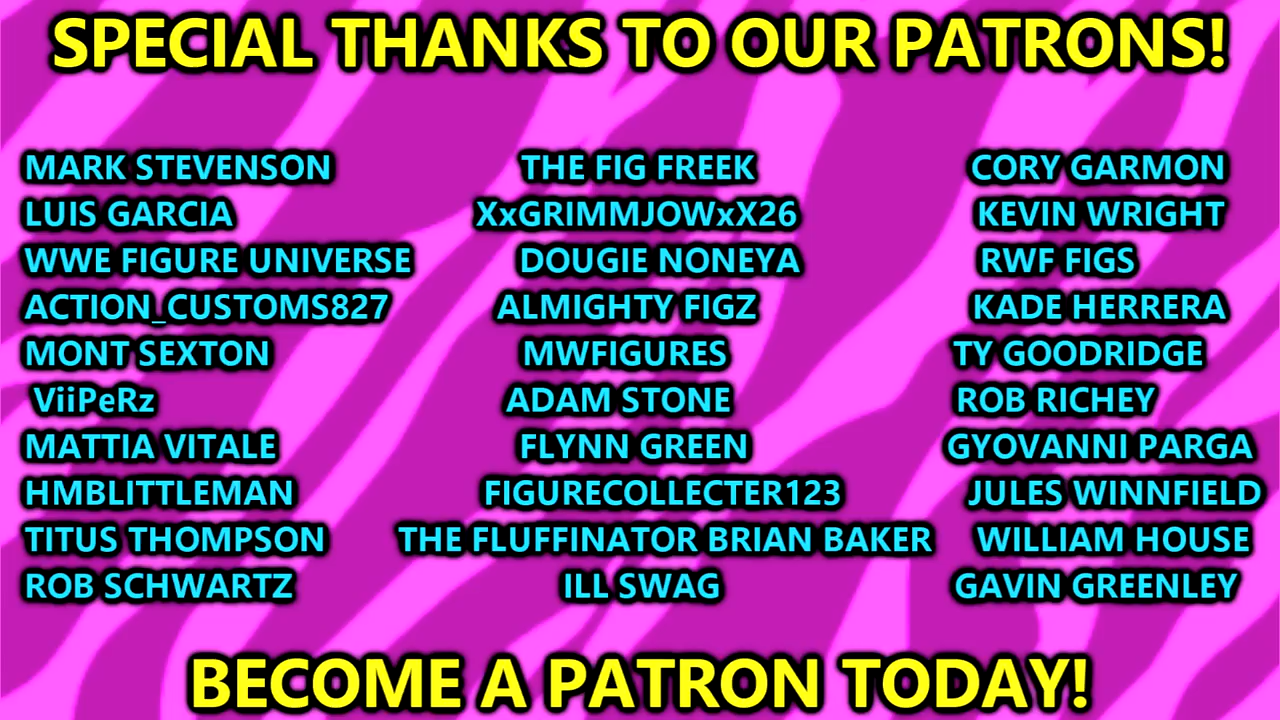 SPECIAL THANKS TO OUR PATRONS!
MARK STEVENSON THE FIG FREEK CORY GARMON
LUIS GARCIA XxGRIMMJOWxX26 KEVIN WRIGHT
WWE FIGURE UNIVERSE DOUGIE NONEYA RWF FIGS
ACTION_CUSTOMS827 ALMIGHTY FIGZ KADE HERRERA
MONT SEXTON MWFIGURES TY GOODRIDGE
ViiPeRz ADAM STONE ROB RICHEY
MATTIA VITALE FLYNN GREEN GYOVANNI PARGA
HMBLITTLEMAN FIGURECOLLECTER123 JULES WINNFIELD
TITUS THOMPSON THE FLUFFINATOR BRIAN BAKER WILLIAM HOUSE
ROB SCHWARTZ ILL SWAG GAVIN GREENLEY
BECOME A PATRON TODAY!